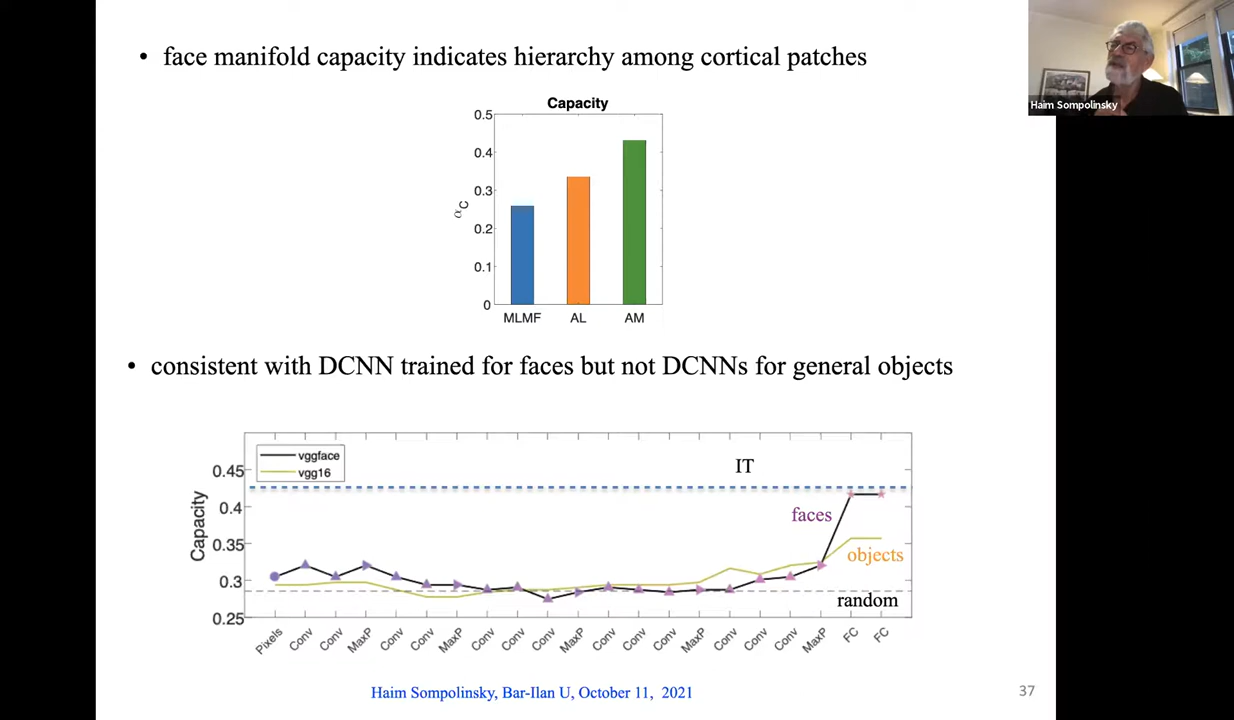 • face manifold capacity indicates hierarchy among cortical patches
Haim Sompolinsky
Capacity
0.5
0.4
0.3
0.2
0.1
0
αC
MLMF AL AM
• consistent with DCNN trained for faces but not DCNNs for general objects
vggface
vgg16
IT
faces
objects
random
Capacity
0.45
0.4
0.35
0.3
0.25
Pixels Conv Conv MaxP Conv Conv MaxP Conv Conv Conv MaxP Conv Conv Conv MaxP Conv Conv Conv MaxP FC FC
Haim Sompolinsky, Bar-Ilan U, October 11, 2021
37